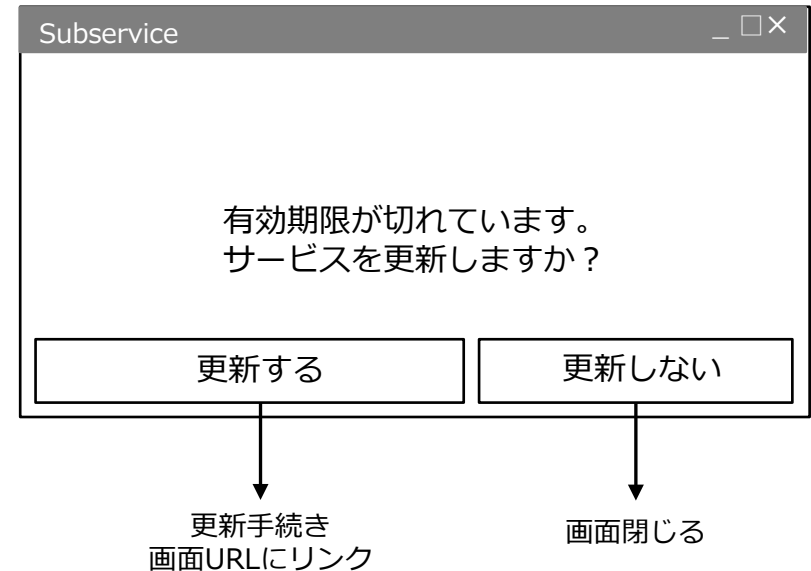 Subservice
有効期限が切れています。
サービスを更新しますか？
更新する
更新しない
更新手続き
画面URLにリンク
画面閉じる